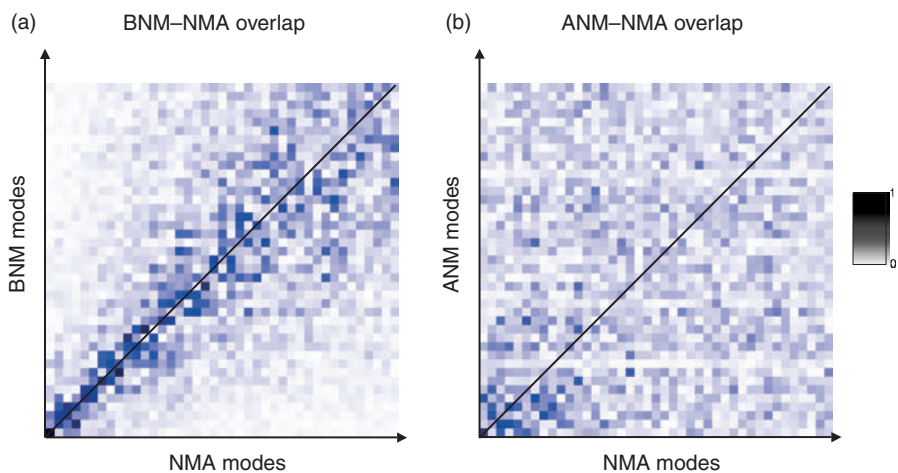 (a)
BNM–NMA overlap
BNM modes
NMA modes
(b)
ANM–NMA overlap
ANM modes
NMA modes
1
0